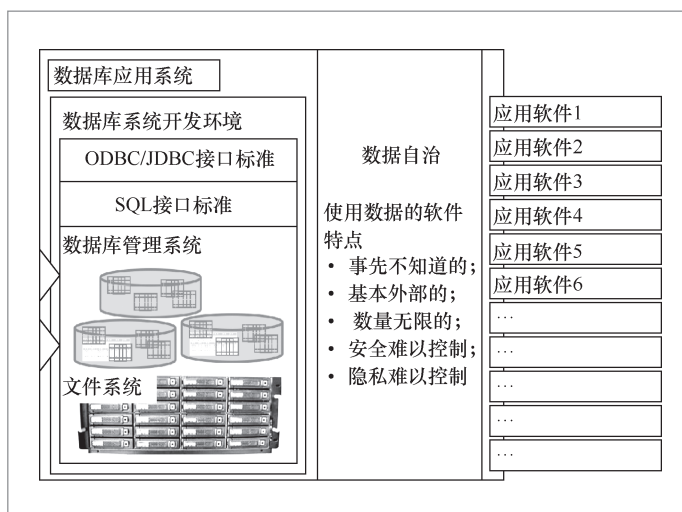 数据库应用系统
数据库系统开发环境
ODBC/JDBC接口标准
SQL接口标准
数据库管理系统
文件系统
数据自治
使用数据的软件
特点
• 事先不知道的；
• 基本外部的；
• 数量无限的；
• 安全难以控制；
• 隐私难以控制
应用软件1
应用软件2
应用软件3
应用软件4
应用软件5
应用软件6
…
…
…
…
…